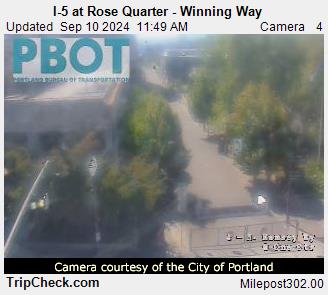 I-5 at Rose Quarter - Winning Way
Updated Sep 10 2024 11:49 AM Camera 4
PBOT
PORTLAND BUREAU OF TRANSPORTATION
Camera courtesy of the City of Portland
TripCheck.com Milepost302.00